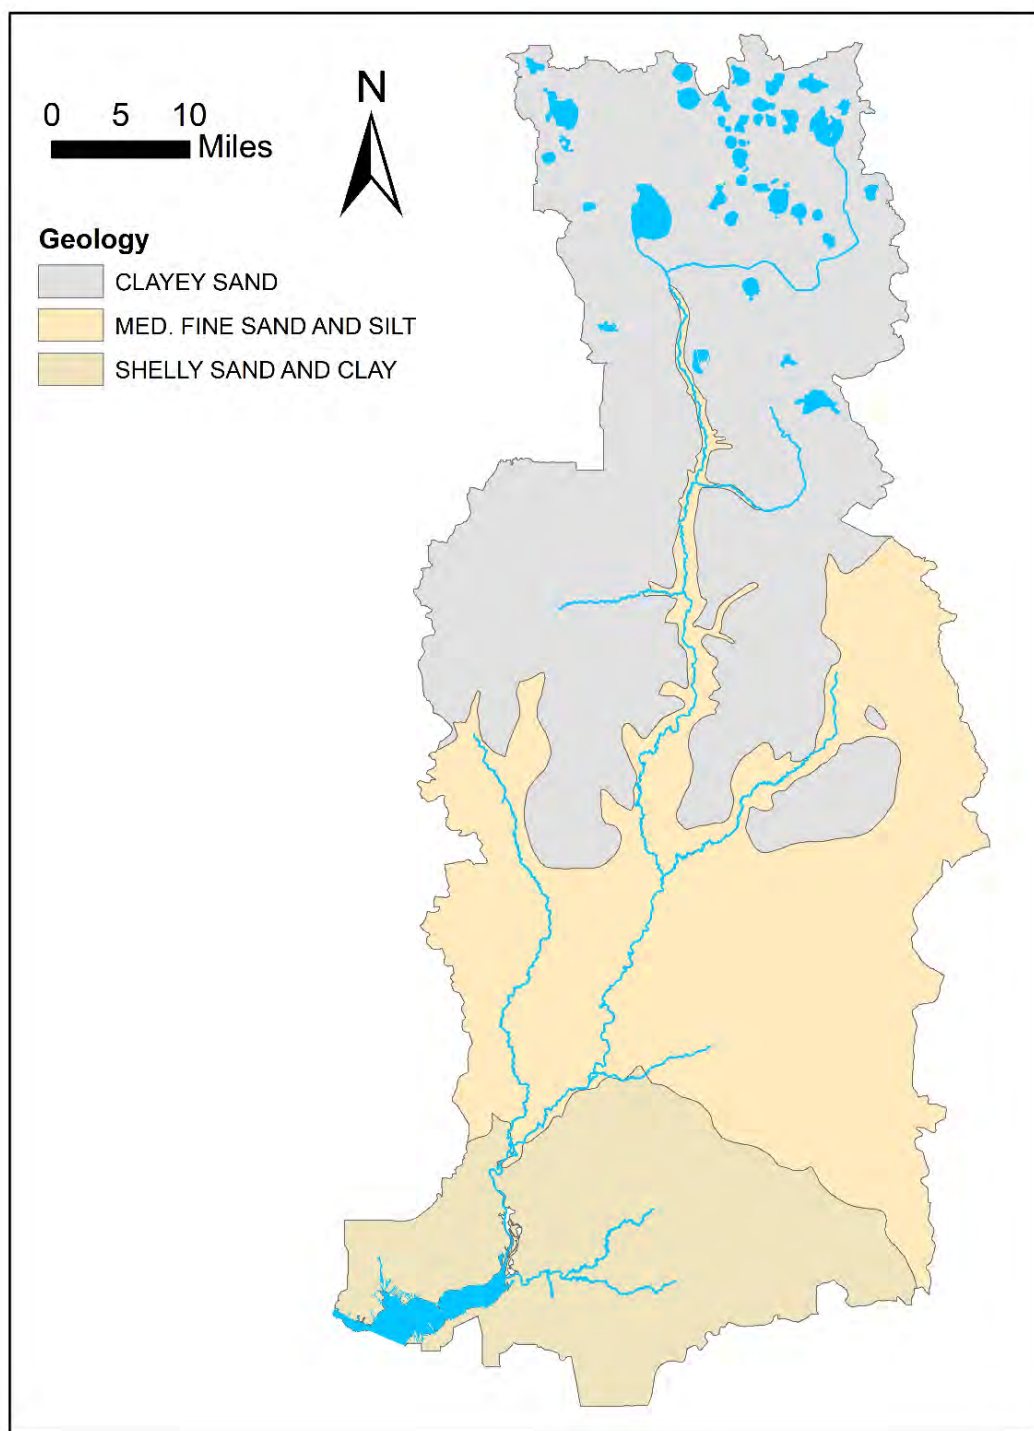 N
0 5 10
Miles
Geology
CLAYEY SAND
MED. FINE SAND AND SILT
SHELLY SAND AND CLAY